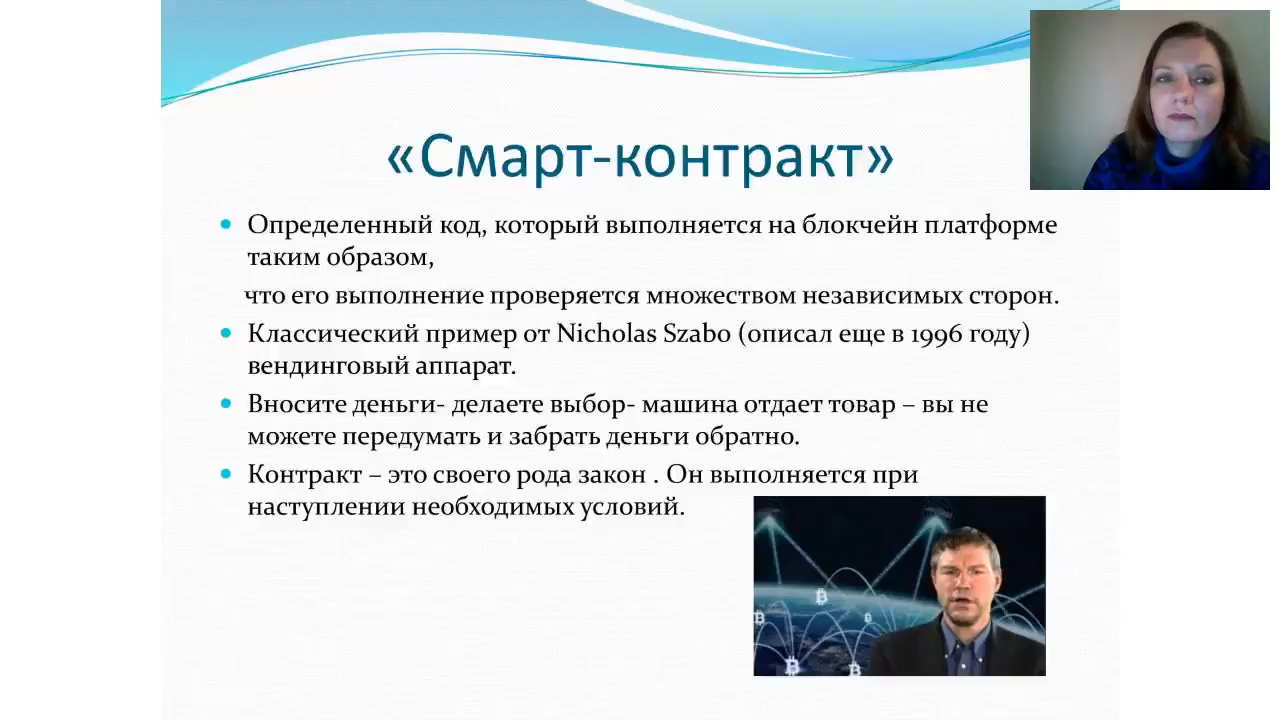 «Смарт-контракт»
Определенный код, который выполняется на блокчейн платформе
таким образом,
что его выполнение проверяется множеством независимых сторон.
Классический пример от Nicholas Szabo (описал еще в 1996 году)
вендинговый аппарат.
Вносите деньги- делаете выбор- машина отдает товар – вы не
можете передумать и забрать деньги обратно.
Контракт – это своего рода закон . Он выполняется при
наступлении необходимых условий.